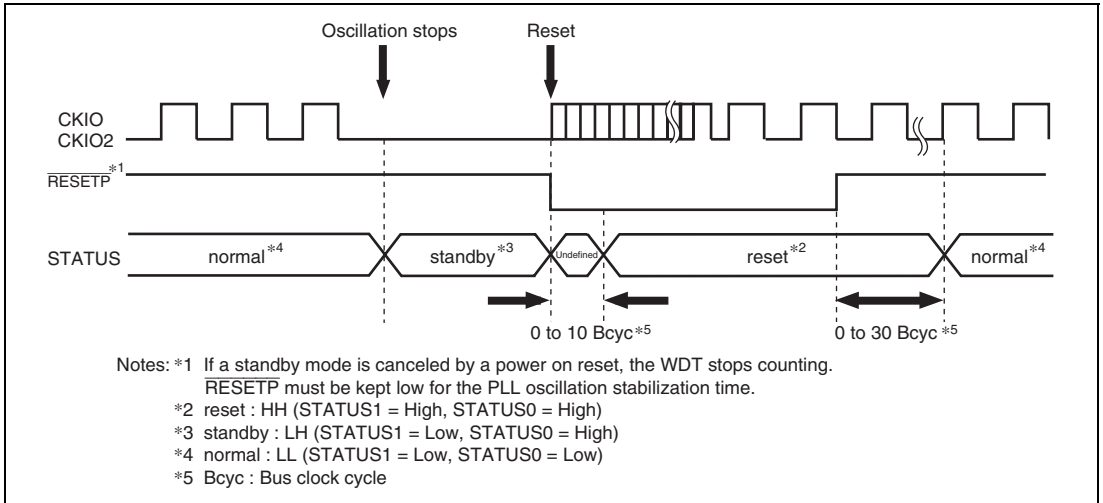 Oscillation stops Reset
CKIO
CKIO2
RESETP*1
STATUS normal*4 standby*3 Undefined reset*2 normal*4
0 to 10 Bcyc*5 0 to 30 Bcyc*5
Notes: *1 If a standby mode is canceled by a power on reset, the WDT stops counting.
RESETP must be kept low for the PLL oscillation stabilization time.
*2 reset : HH (STATUS1 = High, STATUS0 = High)
*3 standby : LH (STATUS1 = Low, STATUS0 = High)
*4 normal : LL (STATUS1 = Low, STATUS0 = Low)
*5 Bcyc : Bus clock cycle